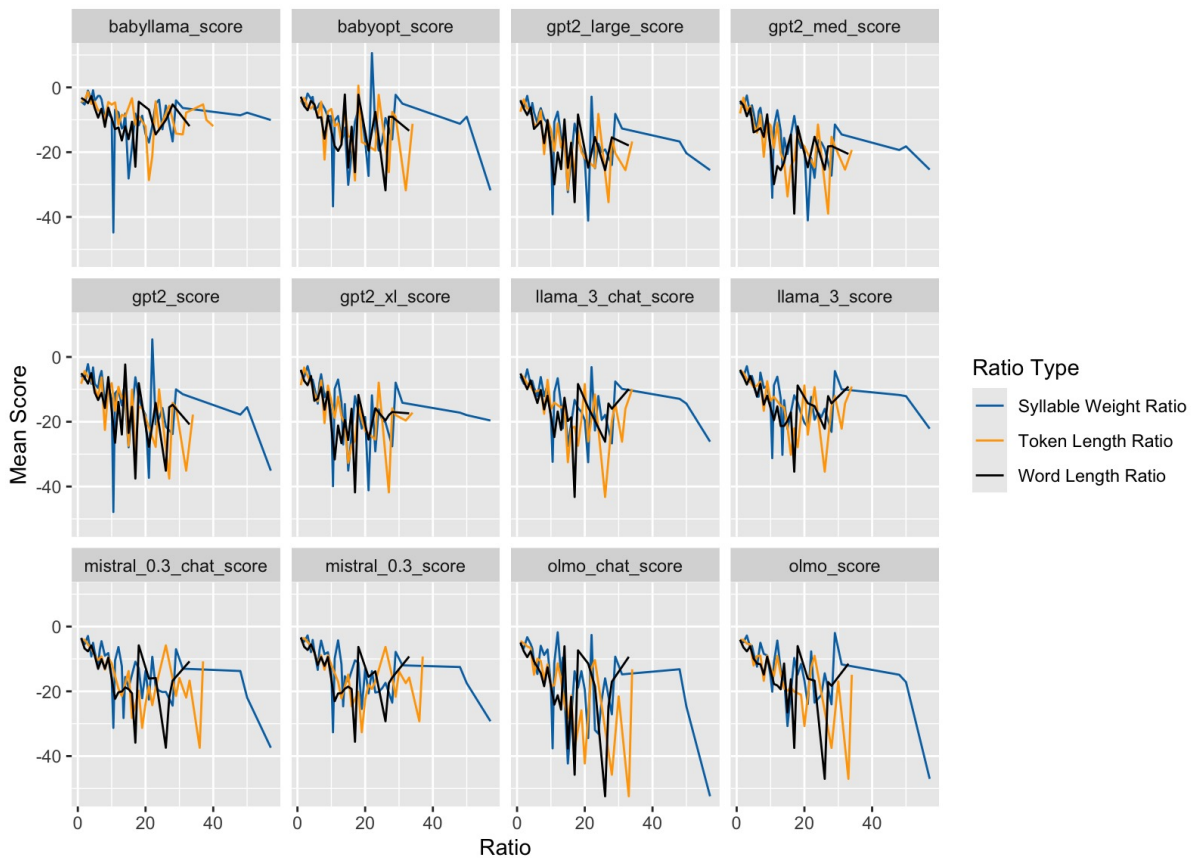 babyllama_score
babyopt_score
gpt2_large_score
gpt2_med_score
0
-20
-40
gpt2_score
gpt2_xl_score
llama_3_chat_score
llama_3_score
0
-20
-40
mistral_0.3_chat_score
mistral_0.3_score
olmo_chat_score
olmo_score
0
-20
-40
0 20 40
0 20 40
0 20 40
0 20 40
Ratio
Mean Score
Ratio Type
Syllable Weight Ratio
Token Length Ratio
Word Length Ratio